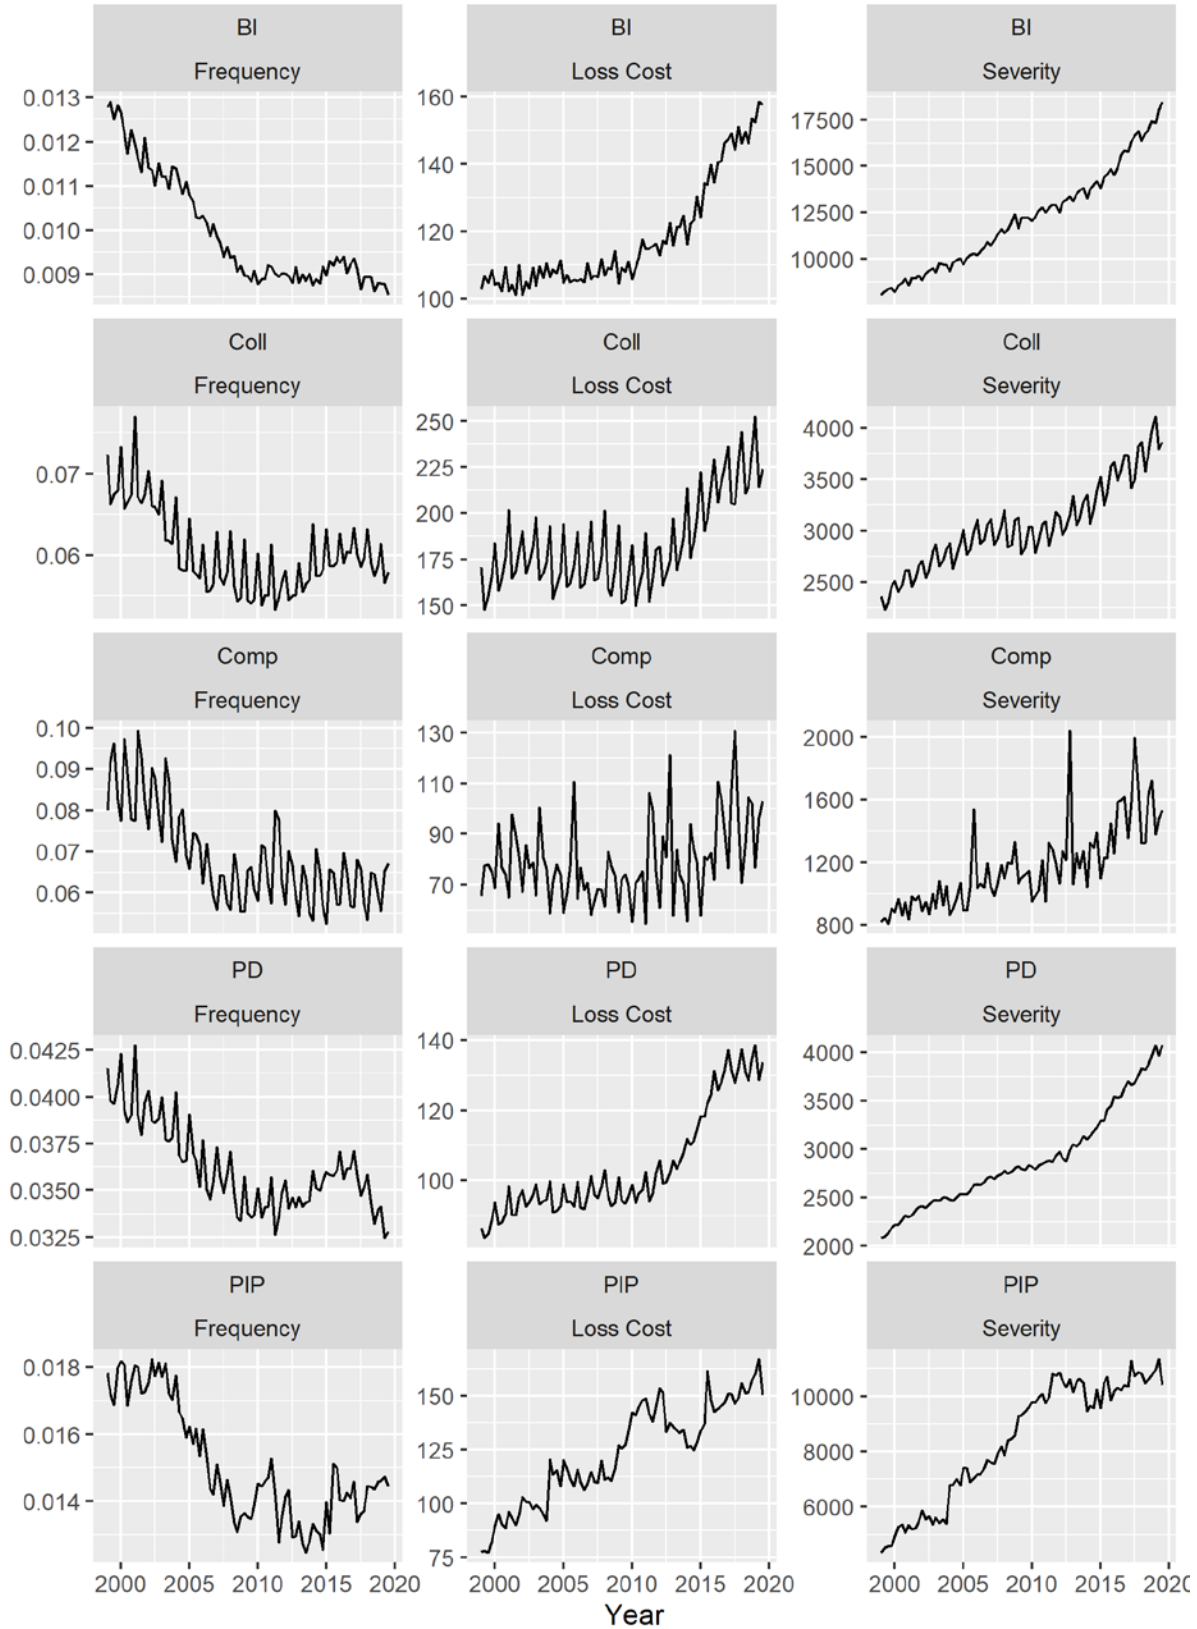 BI
Frequency
BI
Loss Cost
BI
Severity
0.013
0.012
0.011
0.010
0.009
160
140
120
100
17500
15000
12500
10000
Coll
Frequency
Coll
Loss Cost
Coll
Severity
0.07
0.06
250
225
200
175
150
4000
3500
3000
2500
Comp
Frequency
Comp
Loss Cost
Comp
Severity
0.10
0.09
0.08
0.07
0.06
130
110
90
70
2000
1600
1200
800
PD
Frequency
PD
Loss Cost
PD
Severity
0.0425
0.0400
0.0375
0.0350
0.0325
140
120
100
4000
3500
3000
2500
2000
PIP
Frequency
PIP
Loss Cost
PIP
Severity
0.018
0.016
0.014
150
125
100
75
10000
8000
6000
2000 2005 2010 2015 2020
2000 2005 2010 2015 2020
2000 2005 2010 2015 2020
Year